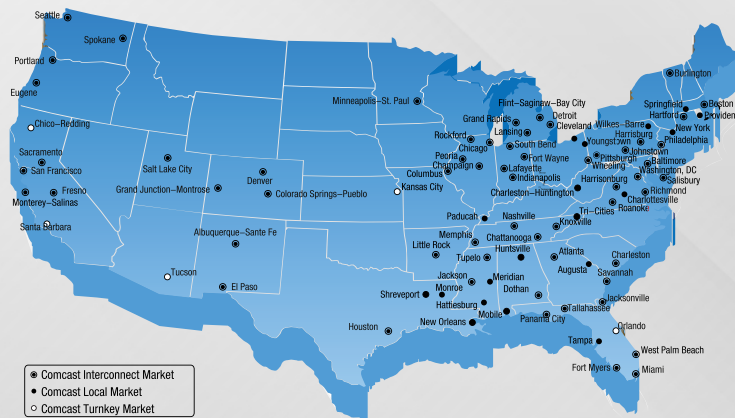 Seattle
Spokane
Portland
Eugene
Chico-Redding
Sacramento
San Francisco
Monterey-Salinas
Fresno
Santa Barbara
Salt Lake City
Grand Junction-Montrose
Denver
Colorado Springs-Pueblo
Albuquerque-Sante Fe
Tucson
El Paso
Minneapolis-St. Paul
Kansas City
Houston
Rockford
Chicago
Peoria
Champaign
Columbus
Grand Rapids
Flint-Saginaw-Bay City
Lansing
Detroit
Cleveland
South Bend
Fort Wayne
Lafayette
Indianapolis
Youngstown
Pittsburgh
Wheeling
Johnstown
Wilkes-Barre
Harrisburg
Burlington
Springfield
Hartford
Boston
Providen
New York
Philadelphia
Baltimore
Washington, DC
Salisbury
Harrisonburg
Richmond
Charlottesville
Roanoke
Charleston-Huntington
Tri-Cities
Knoxville
Paducah
Nashville
Memphis
Chattanooga
Huntsville
Little Rock
Tupelo
Atlanta
Augusta
Charleston
Savannah
Jackson
Monroe
Meridian
Dothan
Shreveport
Hattiesburg
Mobile
New Orleans
Jacksonville
Tallahassee
Panama City
Orlando
Tampa
West Palm Beach
Fort Myers
Miami
Comcast Interconnect Market
Comcast Local Market
Comcast Turnkey Market